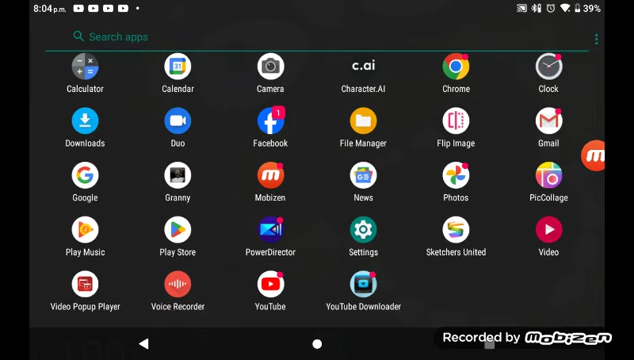 8:04 p.m.
39%
Search apps
Calculator
Calendar
Camera
c.ai
Character.AI
Chrome
Clock
Downloads
Duo
1
Facebook
File Manager
Flip Image
Gmail
Google
Granny
Mobizen
News
Photos
PicCollage
Play Music
Play Store
PowerDirector
Settings
Sketchers United
Video
Video Popup Player
Voice Recorder
YouTube
YouTube Downloader
Recorded by Mobizen